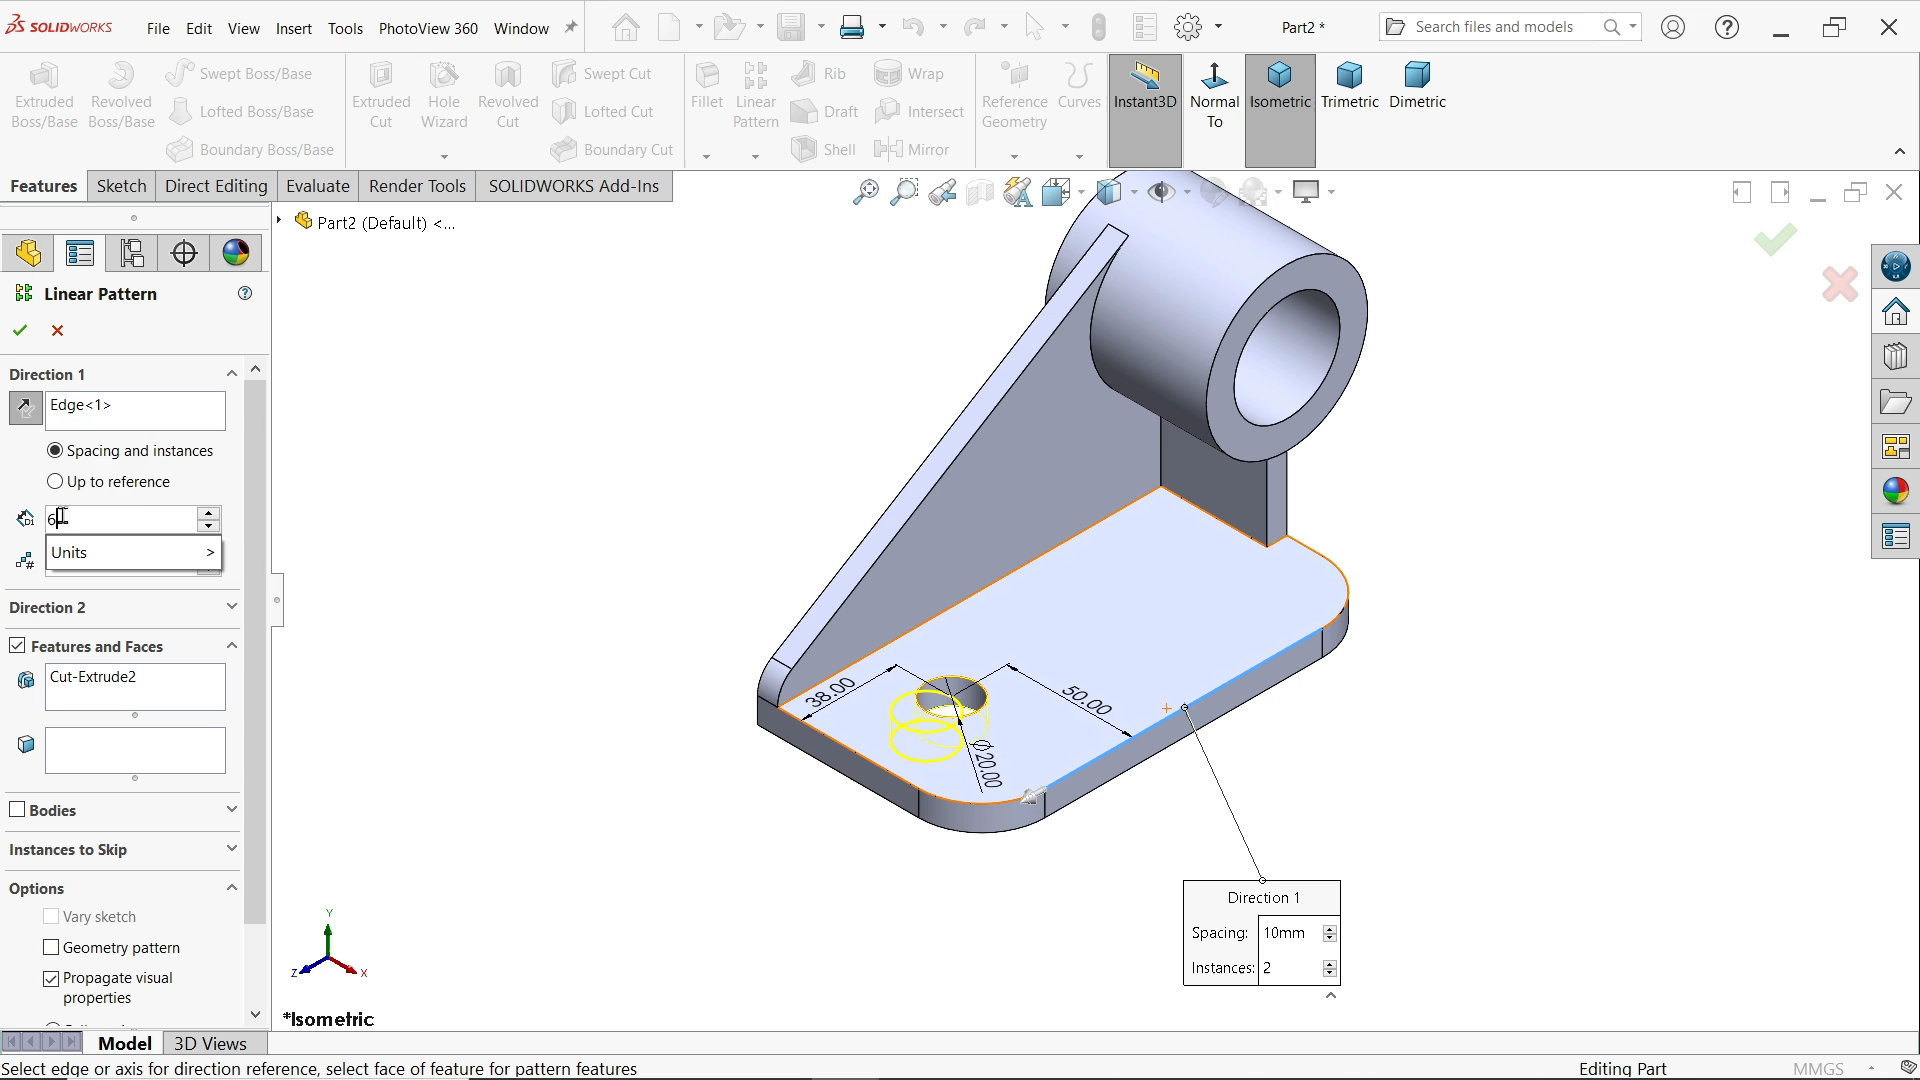 SOLIDWORKS File Edit View Insert Tools PhotoView 360 Window Part2 * Search files and models
Extruded Boss/Base
Revolved Boss/Base
Swept Boss/Base
Lofted Boss/Base
Boundary Boss/Base
Extruded Cut
Hole Wizard
Revolved Cut
Swept Cut
Lofted Cut
Boundary Cut
Fillet
Linear Pattern
Rib
Draft
Shell
Wrap
Intersect
Mirror
Reference Geometry
Curves
Instant3D
Normal To
Isometric
Trimetric
Dimetric
Features Sketch Direct Editing Evaluate Render Tools SOLIDWORKS Add-Ins
Part2 (Default) <...
Linear Pattern
Direction 1
Edge<1>
Spacing and instances
Up to reference
6
Units >
Direction 2
Features and Faces
Cut-Extrude2
Bodies
Instances to Skip
Options
Vary sketch
Geometry pattern
Propagate visual
properties
38.00
50.00
Ø20.00
Direction 1
Spacing: 10mm
Instances: 2
Y
Z X
*Isometric
Model 3D Views
Select edge or axis for direction reference, select face of feature for pattern features Editing Part MMGS